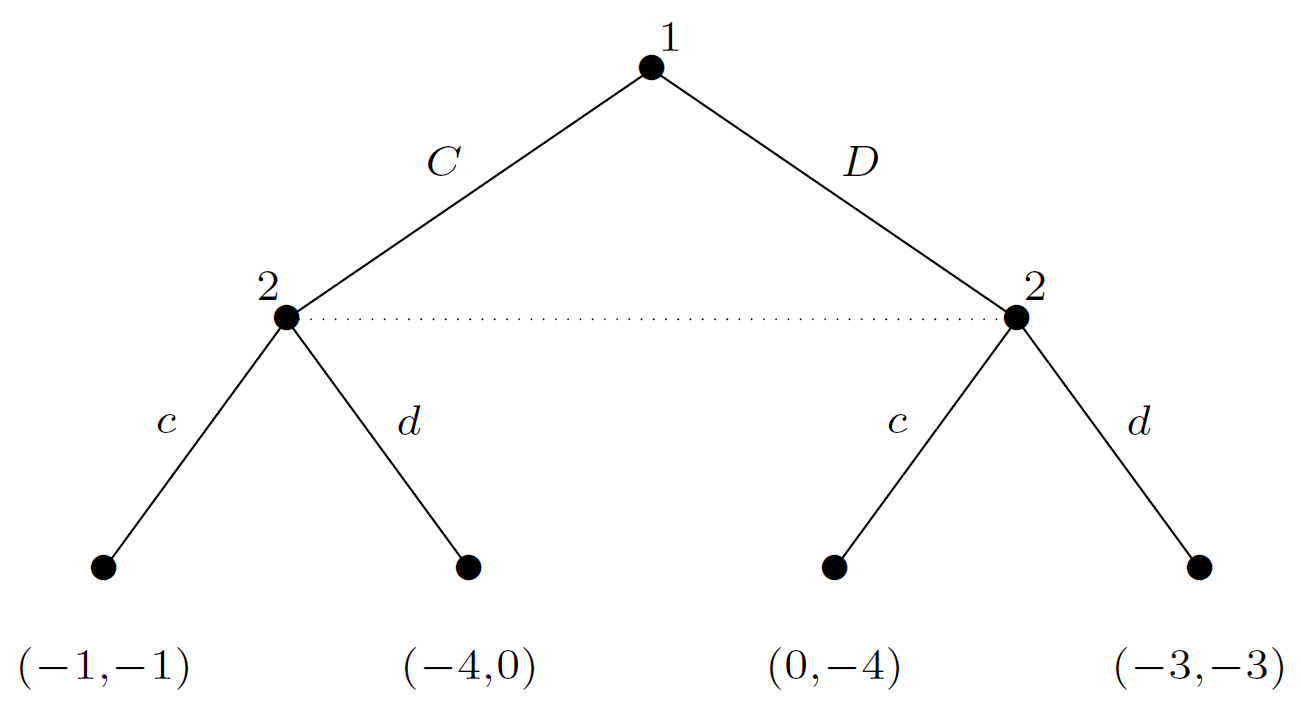 1
C D
2 2
c d c d
(−1,−1) (−4,0) (0,−4) (−3,−3)